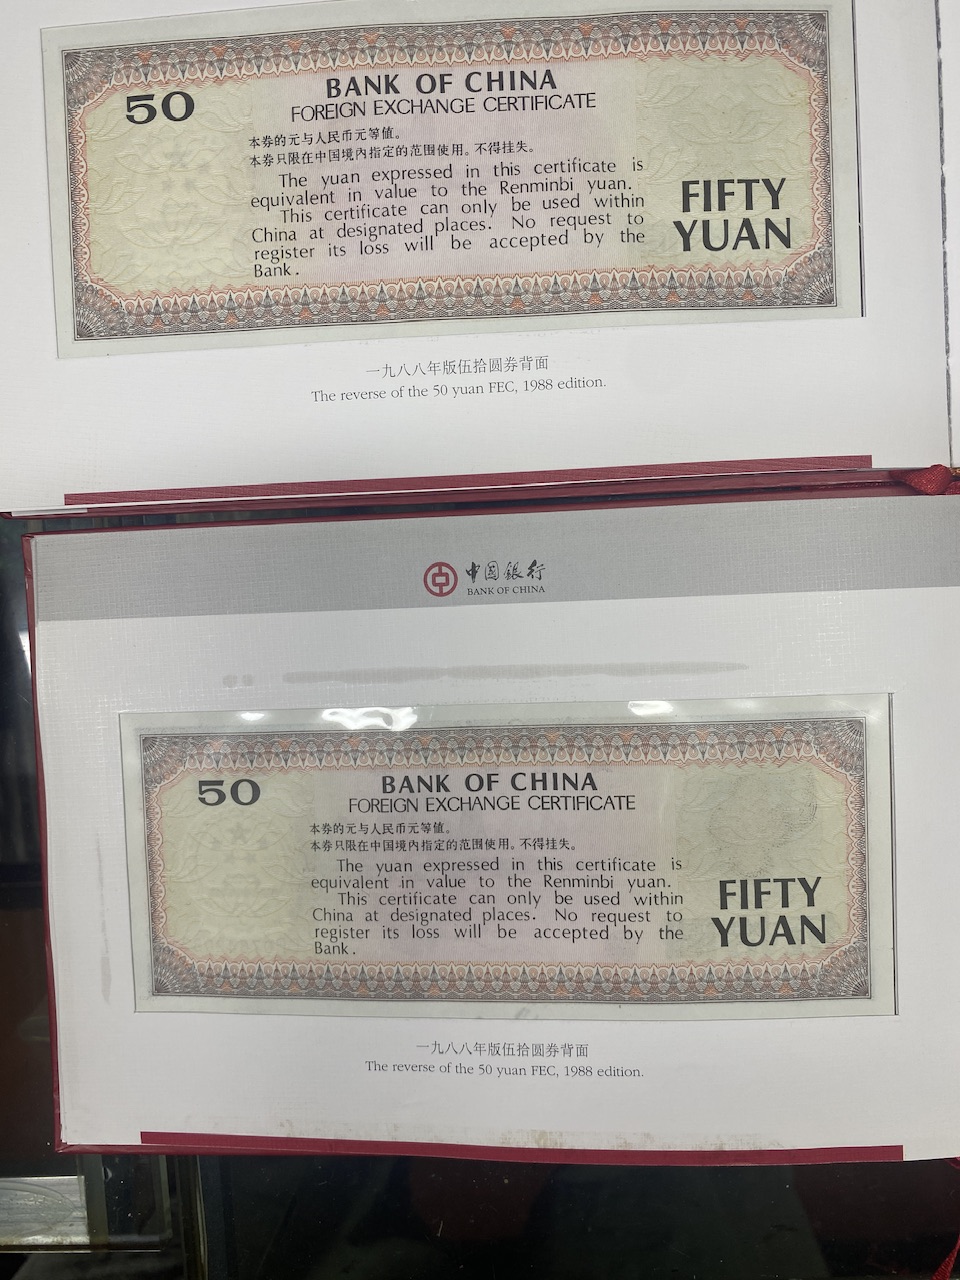 50
BANK OF CHINA
FOREIGN EXCHANGE CERTIFICATE
本券的元与人民币元等值。
本券只限在中国境内指定的范围使用。不得挂失。
The yuan expressed in this certificate is
equivalent in value to the Renminbi yuan.
This certificate can only be used within
China at designated places. No request to
register its loss will be accepted by the
Bank.
FIFTY
YUAN
一九八八年版伍拾圆券背面
The reverse of the 50 yuan FEC, 1988 edition.
中国银行
BANK OF CHINA
50
BANK OF CHINA
FOREIGN EXCHANGE CERTIFICATE
本券的元与人民币元等值。
本券只限在中国境内指定的范围使用。不得挂失。
The yuan expressed in this certificate is
equivalent in value to the Renminbi yuan.
This certificate can only be used within
China at designated places. No request to
register its loss will be accepted by the
Bank.
FIFTY
YUAN
一九八八年版伍拾圆券背面
The reverse of the 50 yuan FEC, 1988 edition.